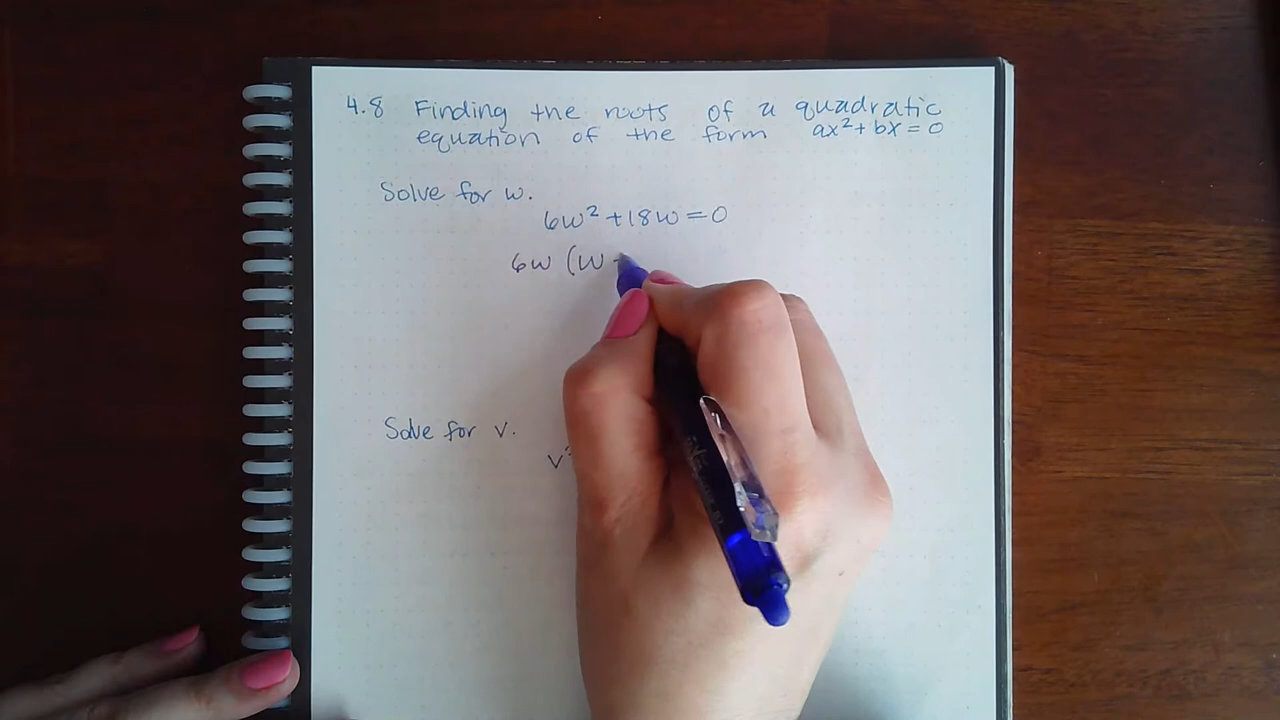 4.8 Finding the roots of a quadratic
equation of the form ax²+bx=0
Solve for w.
6w²+18w=0
6w (w
Solve for v.
v²